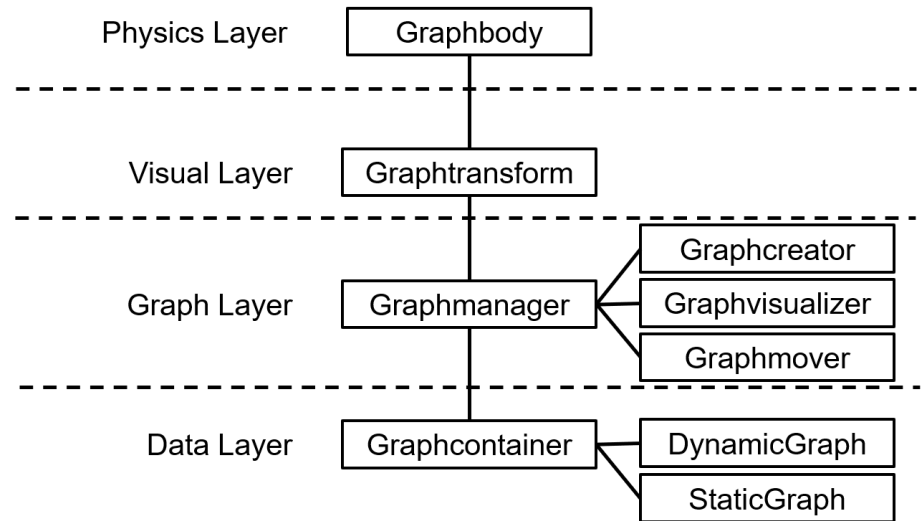 Physics Layer
Graphbody
Visual Layer
Graphtransform
Graph Layer
Graphmanager
Graphcreator
Graphvisualizer
Graphmover
Data Layer
Graphcontainer
DynamicGraph
StaticGraph